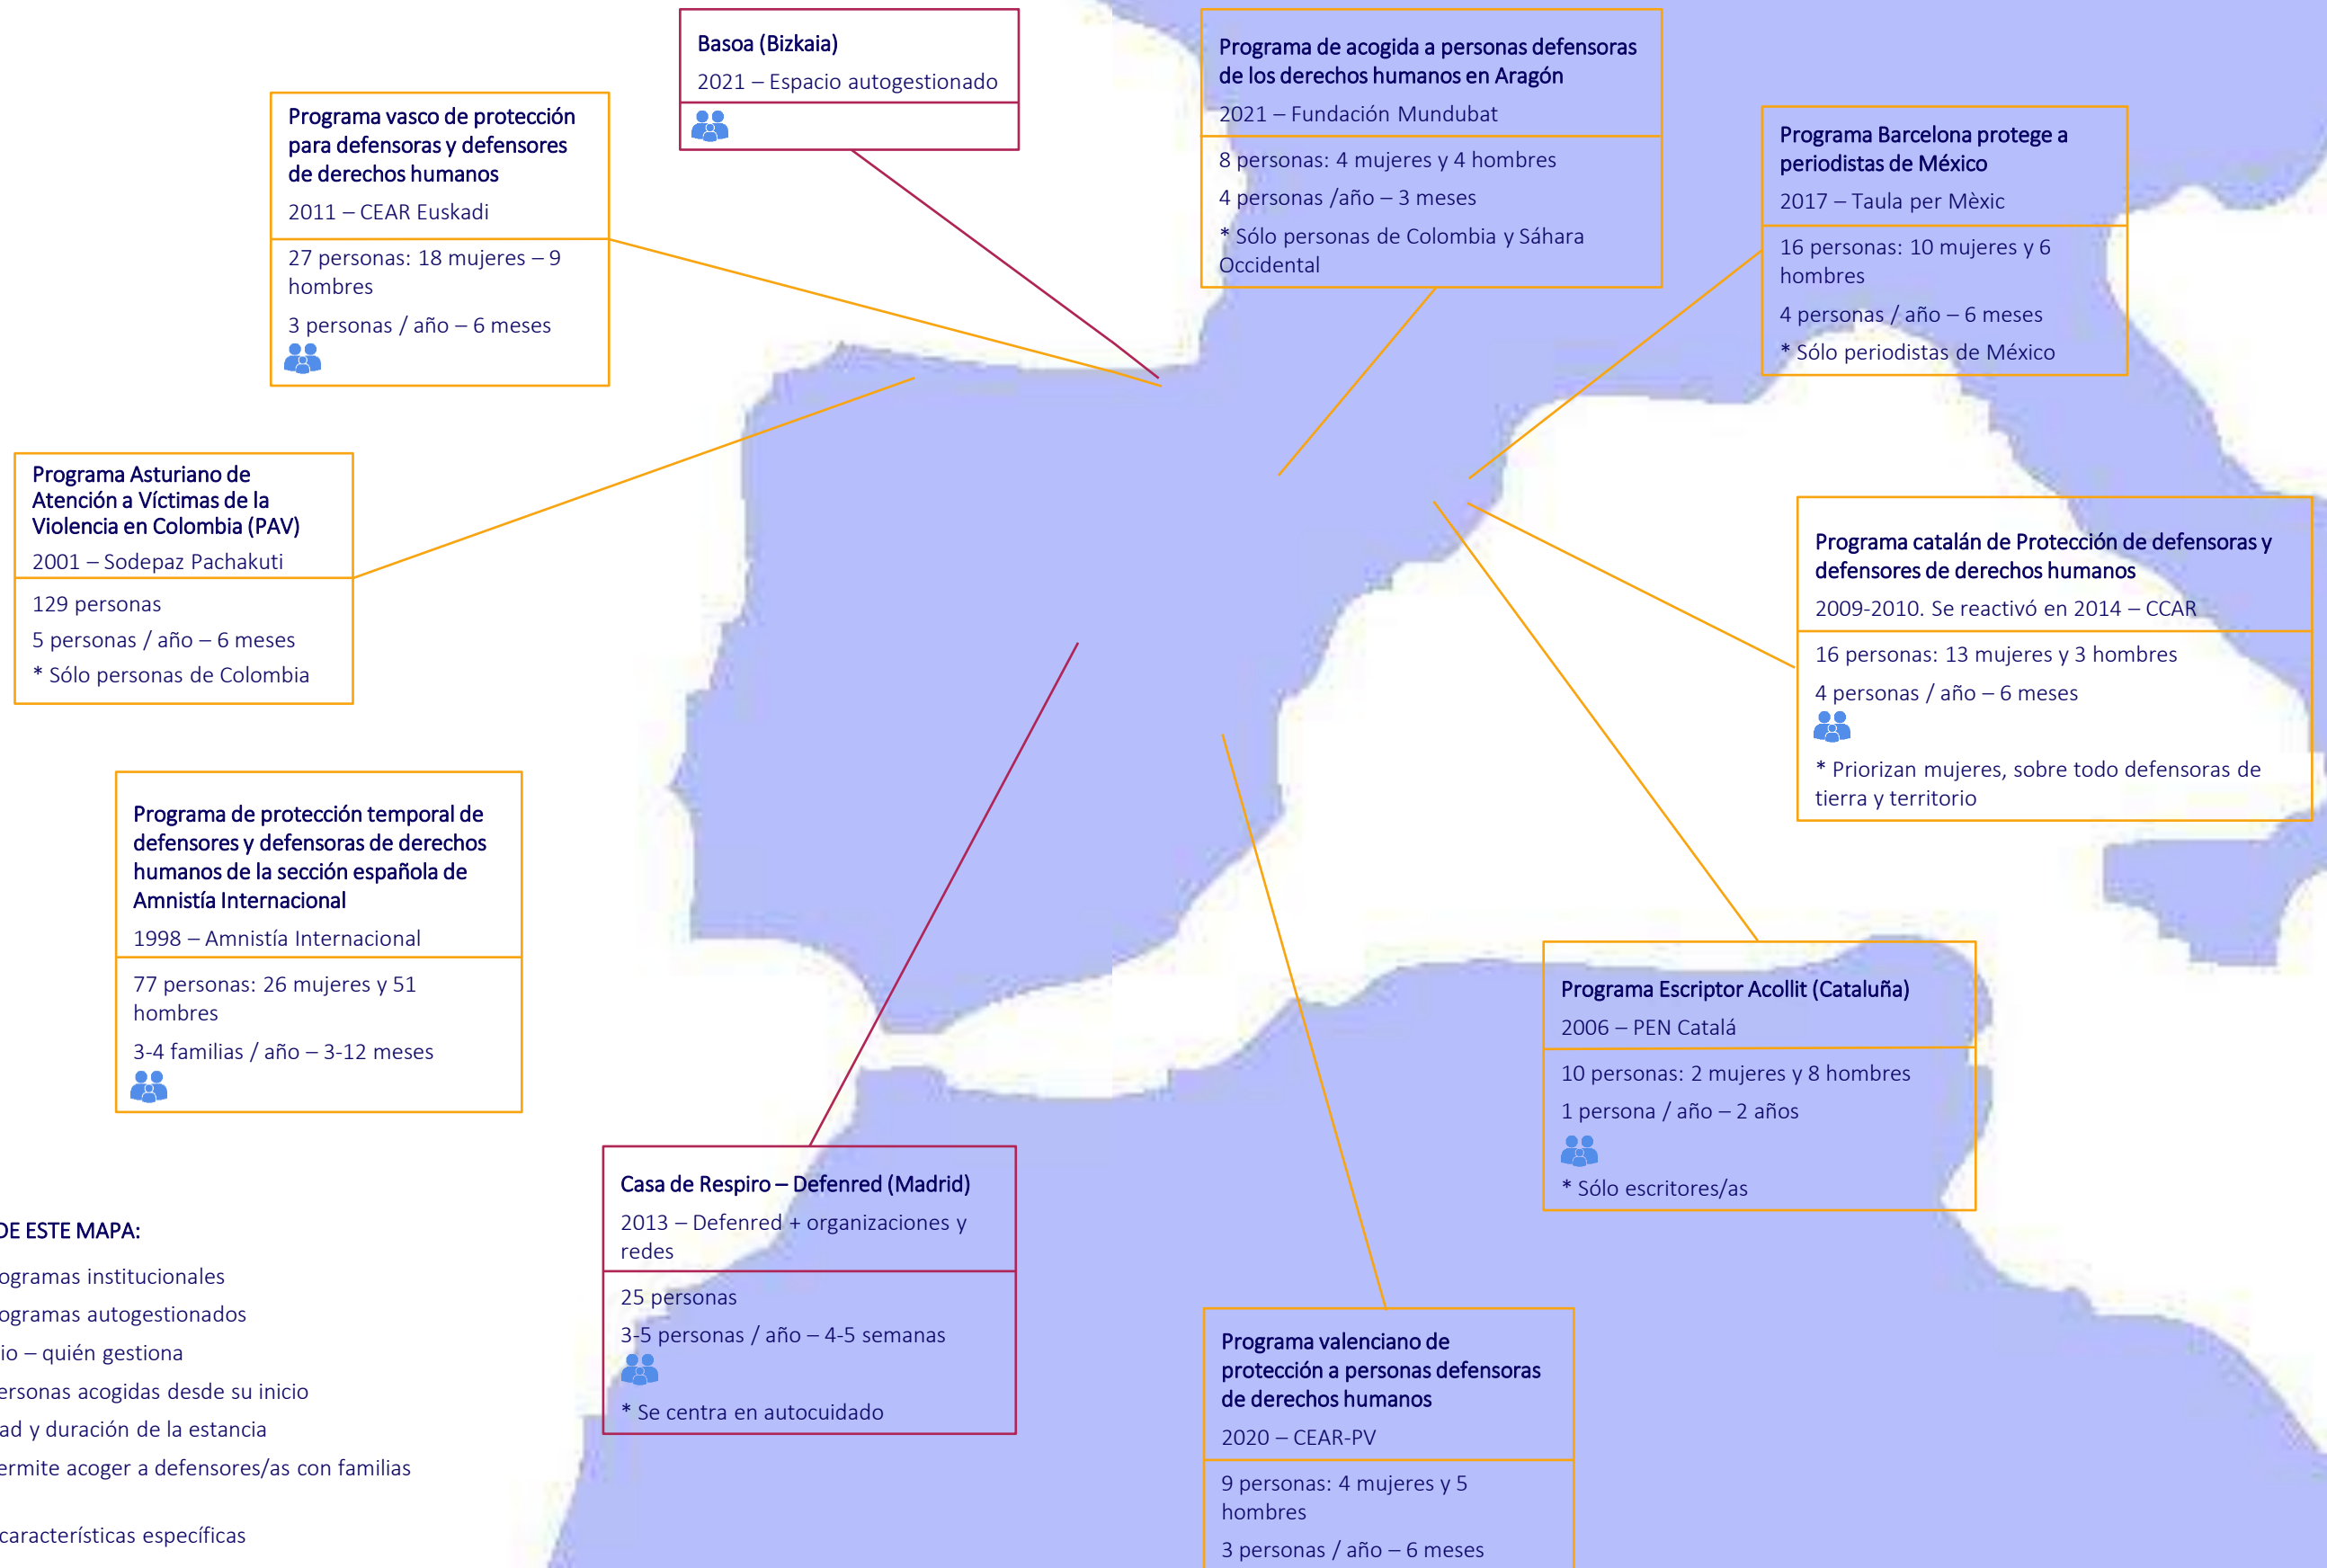 Basoa (Bizkaia)
2021 – Espacio autogestionado
Programa de acogida a personas defensoras
de los derechos humanos en Aragón
2021 – Fundación Mundubat
8 personas: 4 mujeres y 4 hombres
4 personas /año – 3 meses
* Sólo personas de Colombia y Sáhara
Occidental
Programa vasco de protección
para defensoras y defensores
de derechos humanos
2011 – CEAR Euskadi
27 personas: 18 mujeres – 9
hombres
3 personas / año – 6 meses
Programa Barcelona protege a
periodistas de México
2017 – Taula per Mèxic
16 personas: 10 mujeres y 6
hombres
4 personas / año – 6 meses
* Sólo periodistas de México
Programa Asturiano de
Atención a Víctimas de la
Violencia en Colombia (PAV)
2001 – Sodepaz Pachakuti
129 personas
5 personas / año – 6 meses
* Sólo personas de Colombia
Programa catalán de Protección de defensoras y
defensores de derechos humanos
2009-2010. Se reactivó en 2014 – CCAR
16 personas: 13 mujeres y 3 hombres
4 personas / año – 6 meses
* Priorizan mujeres, sobre todo defensoras de
tierra y territorio
Programa de protección temporal de
defensores y defensoras de derechos
humanos de la sección española de
Amnistía Internacional
1998 – Amnistía Internacional
77 personas: 26 mujeres y 51
hombres
3-4 familias / año – 3-12 meses
Programa Escriptor Acollit (Cataluña)
2006 – PEN Catalá
10 personas: 2 mujeres y 8 hombres
1 persona / año – 2 años
* Sólo escritores/as
Casa de Respiro – Defenred (Madrid)
2013 – Defenred + organizaciones y
redes
25 personas
3-5 personas / año – 4-5 semanas
* Se centra en autocuidado
Programa valenciano de
protección a personas defensoras
de derechos humanos
2020 – CEAR-PV
9 personas: 4 mujeres y 5
hombres
3 personas / año – 6 meses
DE ESTE MAPA:
ogramas institucionales
ogramas autogestionados
io – quién gestiona
ersonas acogidas desde su inicio
ad y duración de la estancia
ermite acoger a defensores/as con familias
características específicas